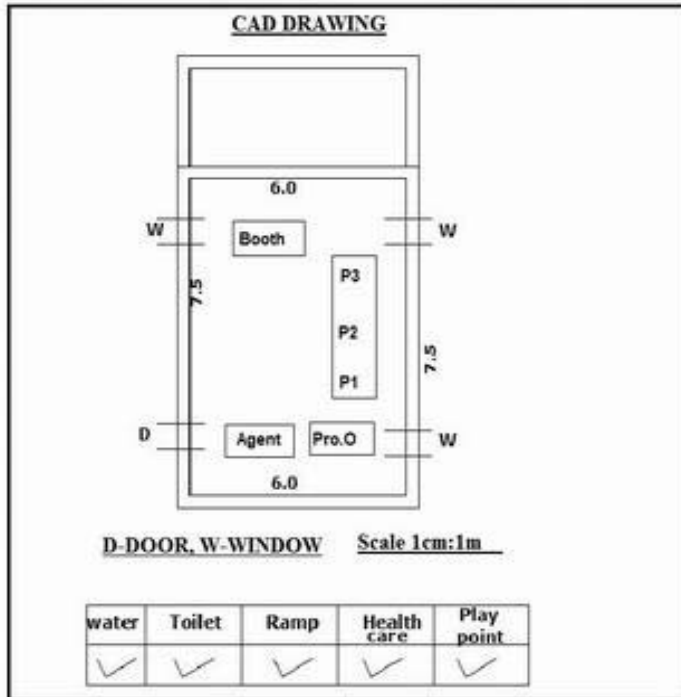 CAD DRAWING
6.0
W
Booth
W
7.5
P3
P2
7.5
P1
D
Agent
Pro.O
W
6.0
D-DOOR, W-WINDOW
Scale 1cm:1m
water Toilet Ramp Health care Play point